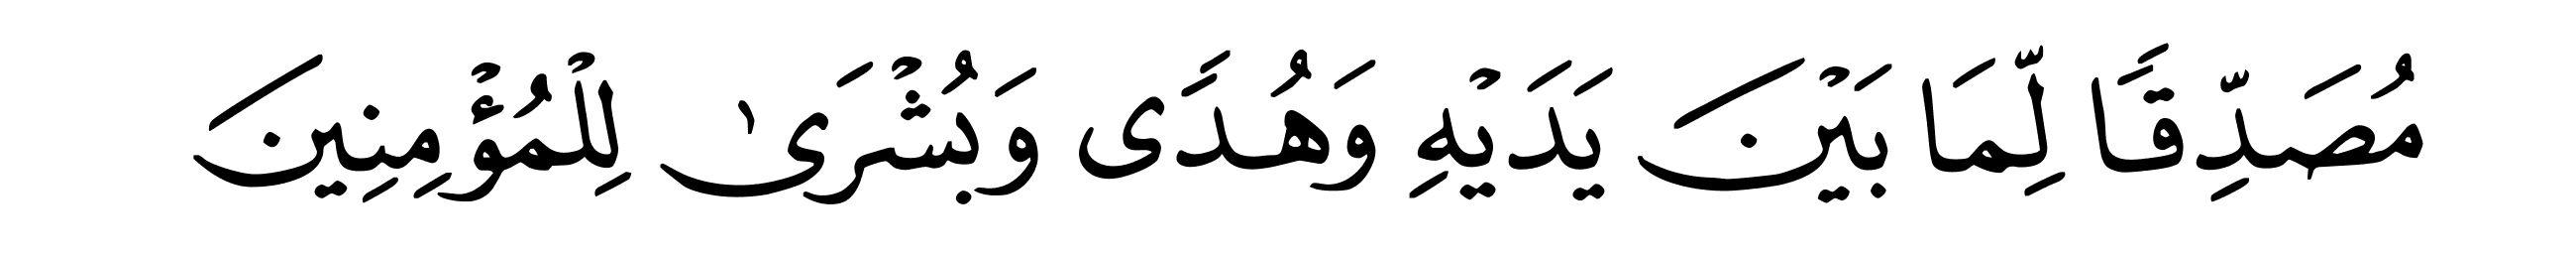 مُصَدِّقًا لِّمَا بَيْنَ يَدَيْهِ وَهُدًى وَبُشْرَىٰ لِلْمُؤْمِنِينَ